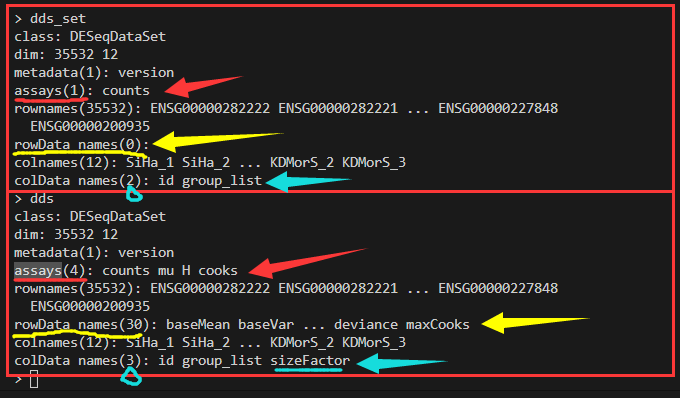 > dds_set
class: DESeqDataSet
dim: 35532 12
metadata(1): version
assays(1): counts
rownames(35532): ENSG00000282222 ENSG00000282221 ... ENSG00000227848
ENSG00000200935
rowData names(0):
colnames(12): SiHa_1 SiHa_2 ... KDMorS_2 KDMorS_3
colData names(2): id group_list
> dds
class: DESeqDataSet
dim: 35532 12
metadata(1): version
assays(4): counts mu H cooks
rownames(35532): ENSG00000282222 ENSG00000282221 ... ENSG00000227848
ENSG00000200935
rowData names(30): baseMean baseVar ... deviance maxCooks
colnames(12): SiHa_1 SiHa_2 ... KDMorS_2 KDMorS_3
colData names(3): id group_list sizeFactor
>